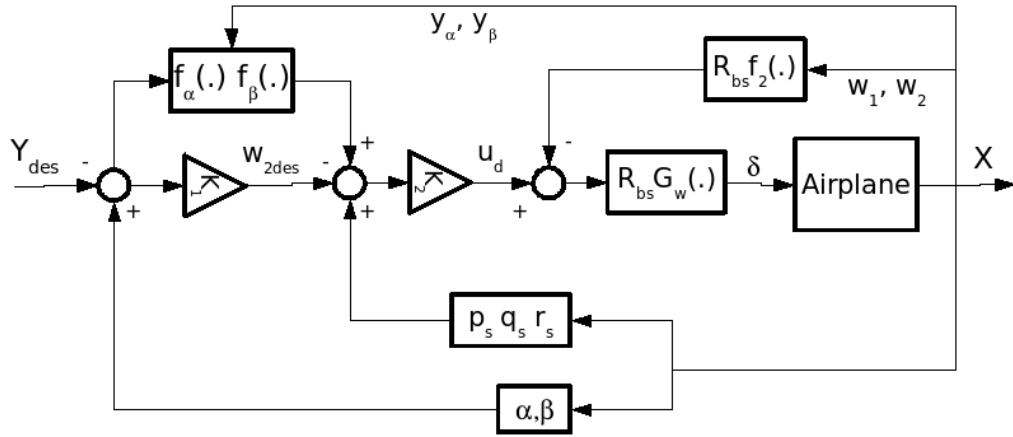 y_α, y_β
f_α(.) f_β(.)
R_bs f_2(.)
w_1, w_2
+
-
Y_des
-
K_1
w_2des
-
K_2
u_d
R_bs G_w(.)
δ
Airplane
X
+
+
+
p_s q_s r_s
α,β